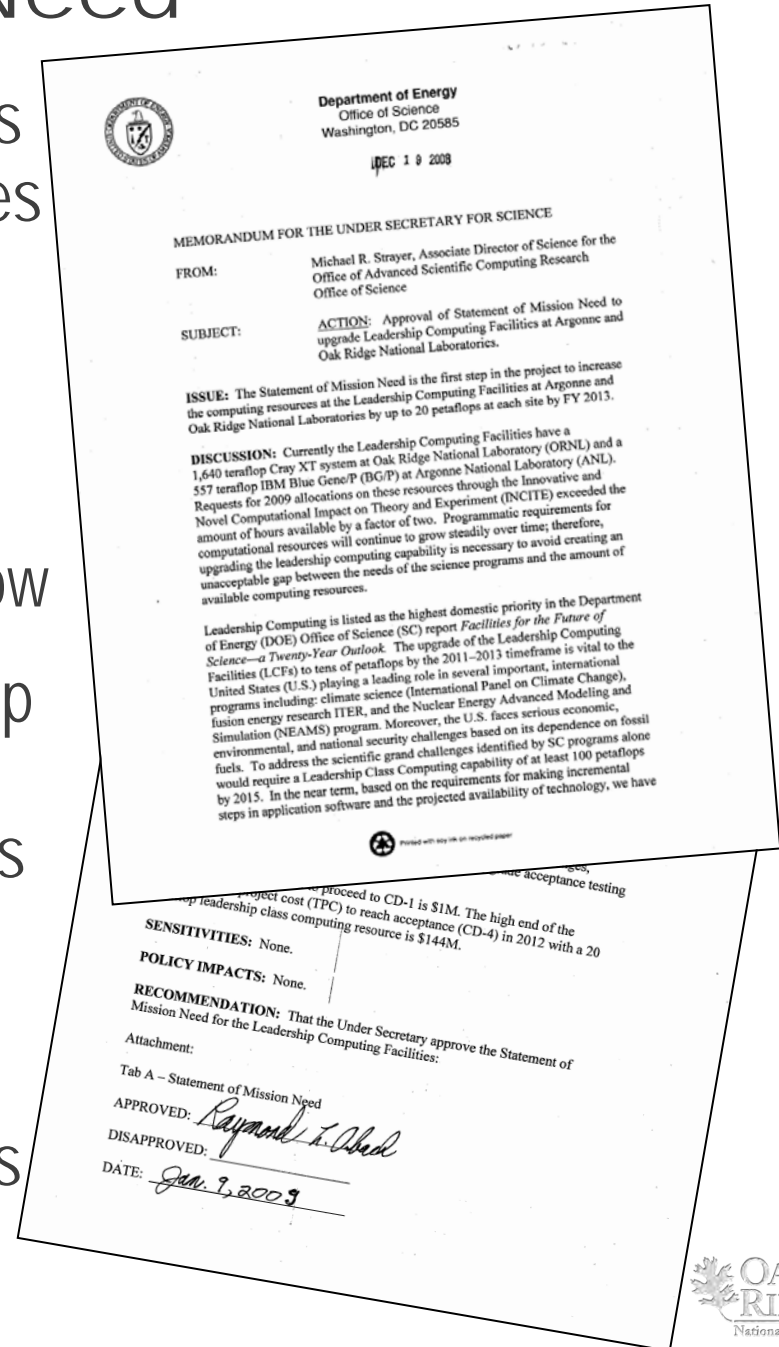 Need
s
es
ow
p
s
s
Department of Energy
Office of Science
Washington, DC 20585
DEC 19 2008
MEMORANDUM FOR THE UNDER SECRETARY FOR SCIENCE
FROM: Michael R. Strayer, Associate Director of Science for the
Office of Advanced Scientific Computing Research
Office of Science
SUBJECT: ACTION: Approval of Statement of Mission Need to
upgrade Leadership Computing Facilities at Argonne and
Oak Ridge National Laboratories.
ISSUE: The Statement of Mission Need is the first step in the project to increase
the computing resources at the Leadership Computing Facilities at Argonne and
Oak Ridge National Laboratories by up to 20 petaflops at each site by FY 2013.
DISCUSSION: Currently the Leadership Computing Facilities have a
1,640 teraflop Cray XT system at Oak Ridge National Laboratory (ORNL) and a
557 teraflop IBM Blue Gene/P (BG/P) at Argonne National Laboratory (ANL).
Requests for 2009 allocations on these resources through the Innovative and
Novel Computational Impact on Theory and Experiment (INCITE) exceeded the
amount of hours available by a factor of two. Programmatic requirements for
computational resources will continue to grow steadily over time; therefore,
upgrading the leadership computing capability is necessary to avoid creating an
unacceptable gap between the needs of the science programs and the amount of
available computing resources.
Leadership Computing is listed as the highest domestic priority in the Department
of Energy (DOE) Office of Science (SC) report Facilities for the Future of
Science—a Twenty-Year Outlook. The upgrade of the Leadership Computing
Facilities (LCFs) to tens of petaflops by the 2011–2013 timeframe is vital to the
United States (U.S.) playing a leading role in several important, international
programs including: climate science (International Panel on Climate Change),
fusion energy research ITER, and the Nuclear Energy Advanced Modeling and
Simulation (NEAMS) program. Moreover, the U.S. faces serious economic,
environmental, and national security challenges based on its dependence on fossil
fuels. To address the scientific grand challenges identified by SC programs alone
would require a Leadership Class Computing capability of at least 100 petaflops
by 2015. In the near term, based on the requirements for making incremental
steps in application software and the projected availability of technology, we have
Printed with soy ink on recycled paper
acceptance testing
proceed to CD-1 is $1M. The high end of the
project cost (TPC) to reach acceptance (CD-4) in 2012 with a 20
leadership class computing resource is $144M.
SENSITIVITIES: None.
POLICY IMPACTS: None.
RECOMMENDATION: That the Under Secretary approve the Statement of
Mission Need for the Leadership Computing Facilities:
Attachment:
Tab A – Statement of Mission Need
APPROVED: Raymond L. Orbach
DISAPPROVED:
DATE: Jan. 9, 2009
OA
RI
National